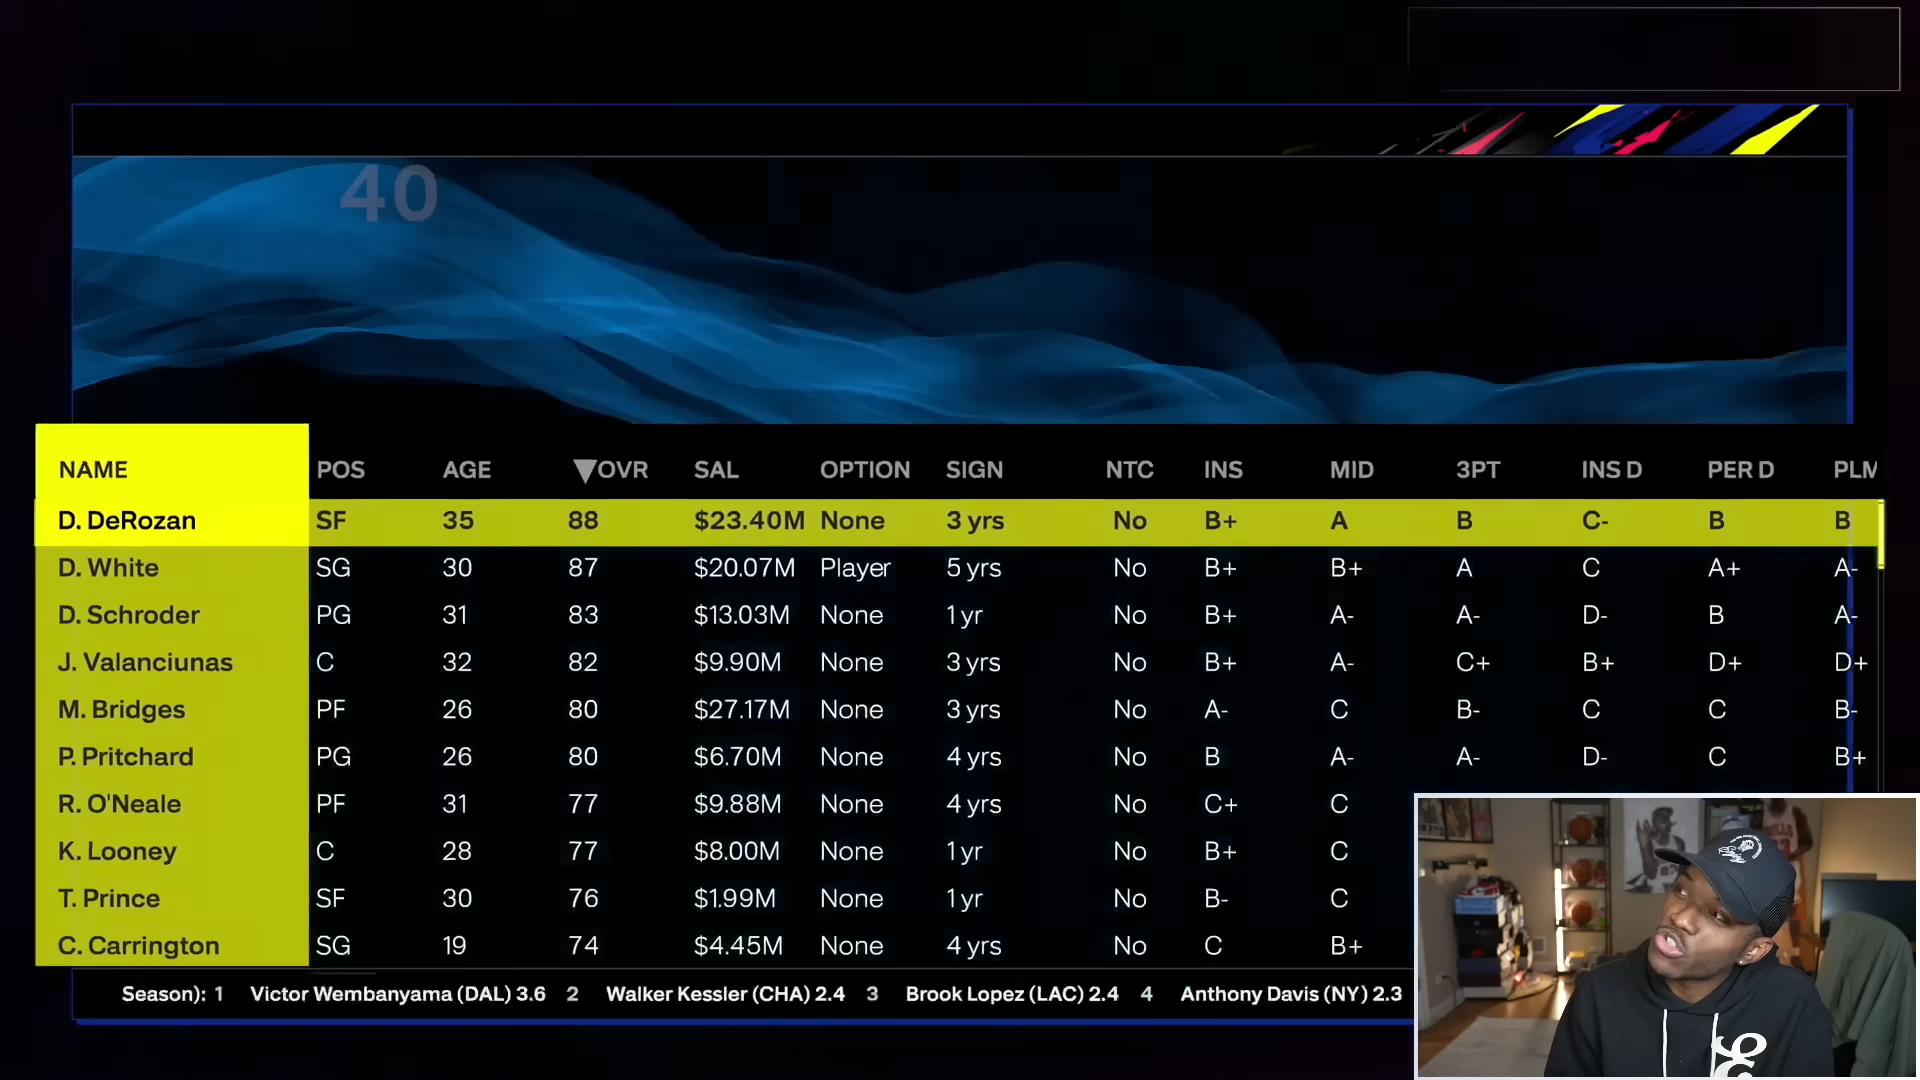 40
NAME POS AGE ▼OVR SAL OPTION SIGN NTC INS MID 3PT INS D PER D PLM
D. DeRozan SF 35 88 $23.40M None 3 yrs No B+ A B C- B B
D. White SG 30 87 $20.07M Player 5 yrs No B+ B+ A C A+ A-
D. Schroder PG 31 83 $13.03M None 1 yr No B+ A- A- D- B A-
J. Valanciunas C 32 82 $9.90M None 3 yrs No B+ A- C+ B+ D+ D+
M. Bridges PF 26 80 $27.17M None 3 yrs No A- C B- C C B-
P. Pritchard PG 26 80 $6.70M None 4 yrs No B A- A- D- C B+
R. O'Neale PF 31 77 $9.88M None 4 yrs No C+ C
K. Looney C 28 77 $8.00M None 1 yr No B+ C
T. Prince SF 30 76 $1.99M None 1 yr No B- C
C. Carrington SG 19 74 $4.45M None 4 yrs No C B+
Season): 1 Victor Wembanyama (DAL) 3.6 2 Walker Kessler (CHA) 2.4 3 Brook Lopez (LAC) 2.4 4 Anthony Davis (NY) 2.3